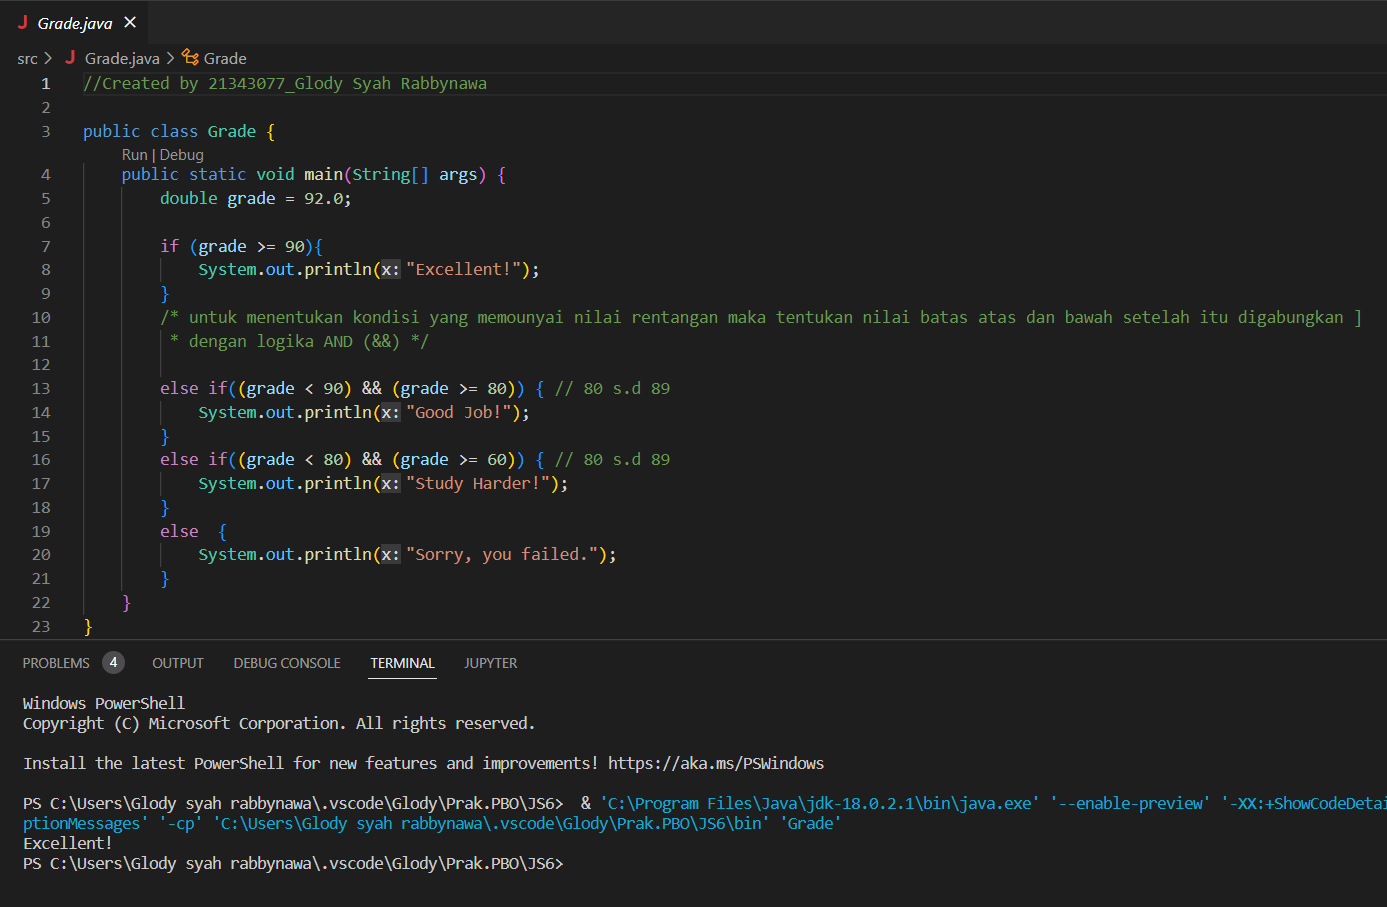 Grade.java
src > Grade.java > Grade
1 //Created by 21343077_Glody Syah Rabbynawa
2
3 public class Grade {
Run | Debug
4 public static void main(String[] args) {
5 double grade = 92.0;
6
7 if (grade >= 90){
8 System.out.println(x: "Excellent!");
9 }
10 /* untuk menentukan kondisi yang memounyai nilai rentangan maka tentukan nilai batas atas dan bawah setelah itu digabungkan ]
11 * dengan logika AND (&&) */
12
13 else if((grade < 90) && (grade >= 80)) { // 80 s.d 89
14 System.out.println(x: "Good Job!");
15 }
16 else if((grade < 80) && (grade >= 60)) { // 80 s.d 89
17 System.out.println(x: "Study Harder!");
18 }
19 else  {
20 System.out.println(x: "Sorry, you failed.");
21 }
22 }
23 }
PROBLEMS 4 OUTPUT DEBUG CONSOLE TERMINAL JUPYTER
Windows PowerShell
Copyright (C) Microsoft Corporation. All rights reserved.
Install the latest PowerShell for new features and improvements! https://aka.ms/PSWindows
PS C:\Users\Glody syah rabbynawa\.vscode\Glody\Prak.PBO\JS6>  & 'C:\Program Files\Java\jdk-18.0.2.1\bin\java.exe' '--enable-preview' '-XX:+ShowCodeDetai
ptionMessages' '-cp' 'C:\Users\Glody syah rabbynawa\.vscode\Glody\Prak.PBO\JS6\bin' 'Grade'
Excellent!
PS C:\Users\Glody syah rabbynawa\.vscode\Glody\Prak.PBO\JS6>